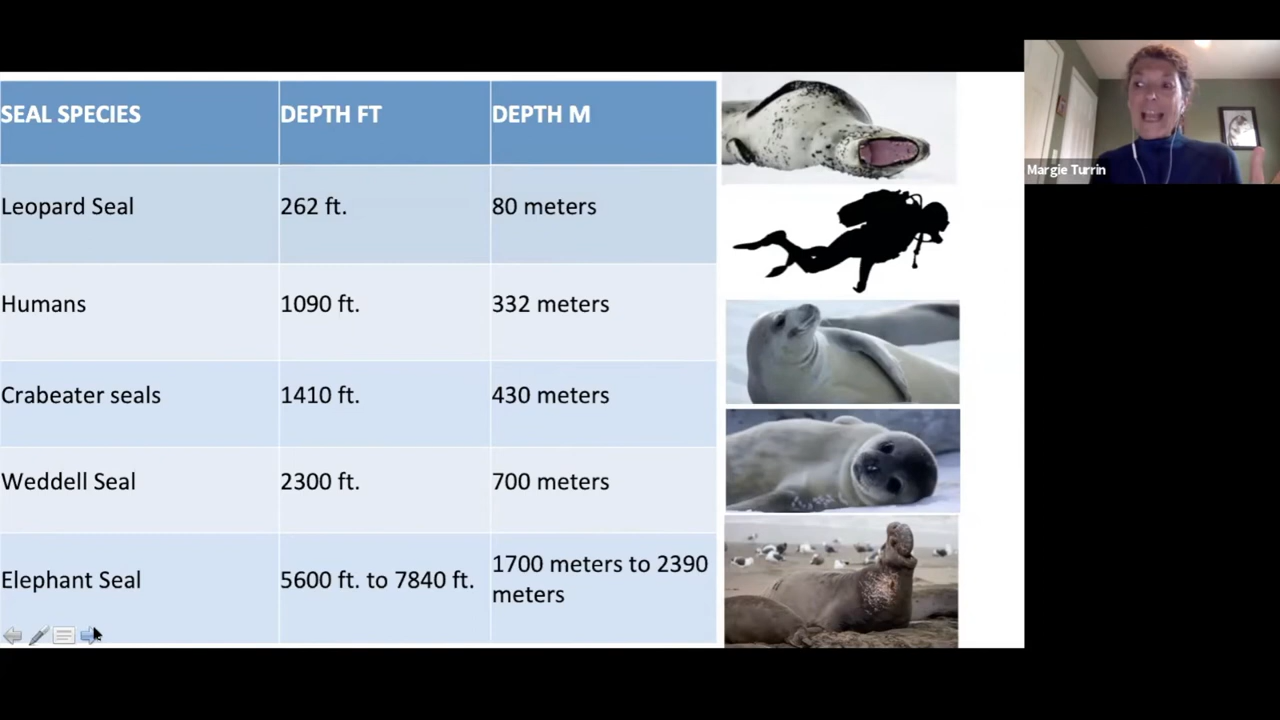 SEAL SPECIES DEPTH FT DEPTH M
Leopard Seal 262 ft. 80 meters
Humans 1090 ft. 332 meters
Crabeater seals 1410 ft. 430 meters
Weddell Seal 2300 ft. 700 meters
Elephant Seal 5600 ft. to 7840 ft. 1700 meters to 2390
meters
Margie Turrin